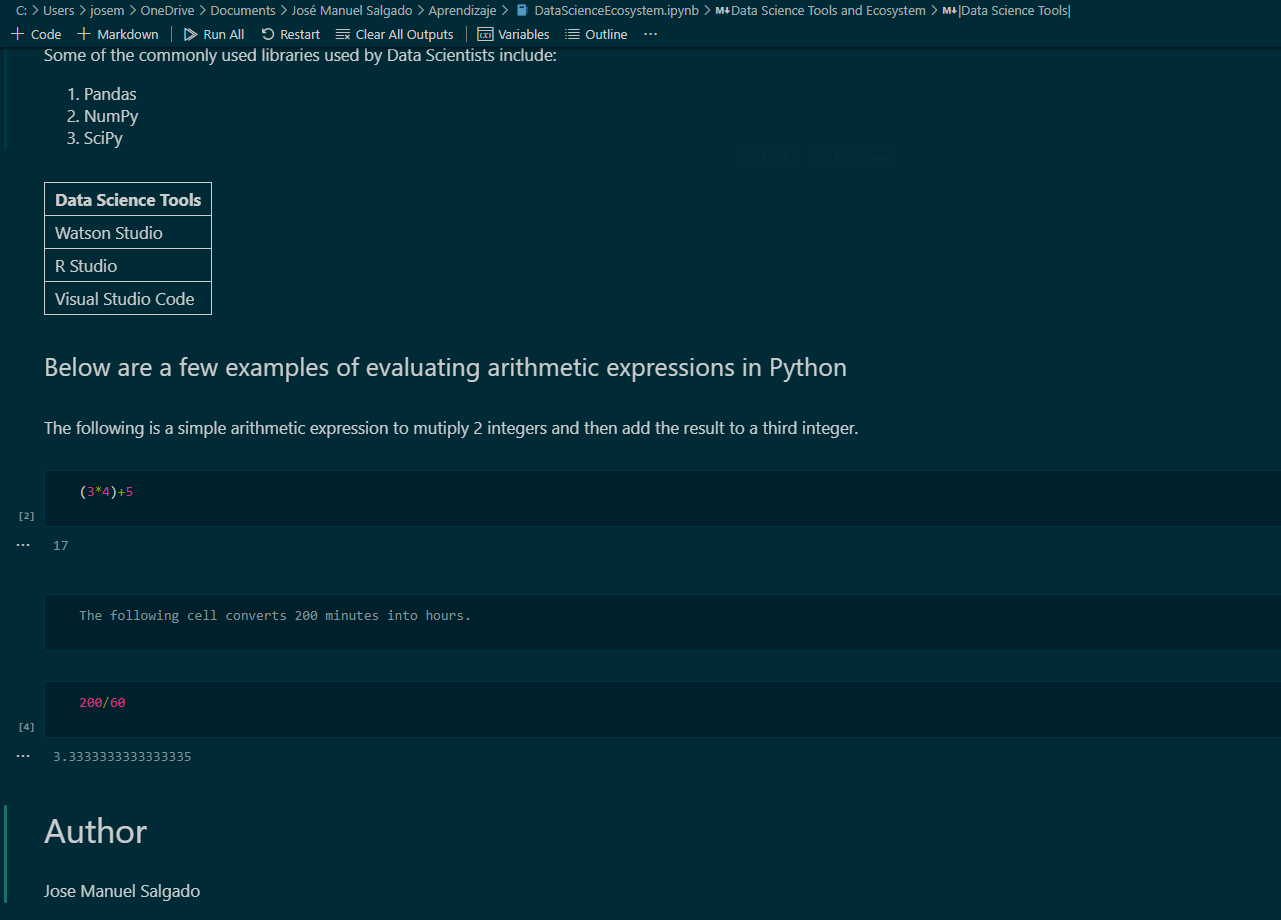 C: > Users > josem > OneDrive > Documents > José Manuel Salgado > Aprendizaje > DataScienceEcosystem.ipynb > M↓Data Science Tools and Ecosystem > M↓|Data Science Tools|
+ Code + Markdown | Run All Restart Clear All Outputs | Variables Outline ...
Some of the commonly used libraries used by Data Scientists include:
1. Pandas
2. NumPy
3. SciPy
Data Science Tools
Watson Studio
R Studio
Visual Studio Code
Below are a few examples of evaluating arithmetic expressions in Python
The following is a simple arithmetic expression to mutiply 2 integers and then add the result to a third integer.
(3*4)+5
[2]
... 17
The following cell converts 200 minutes into hours.
200/60
[4]
... 3.3333333333333335
Author
Jose Manuel Salgado